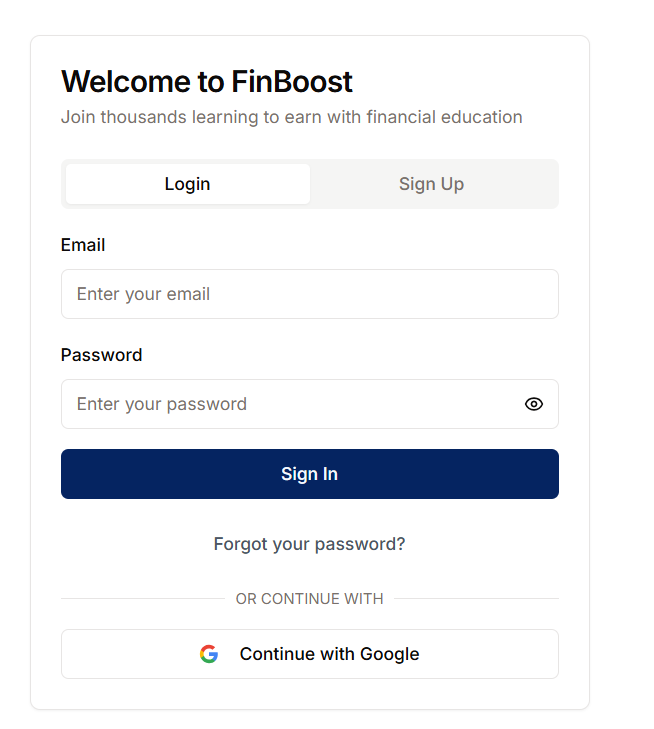 Welcome to FinBoost
Join thousands learning to earn with financial education
Login
Sign Up
Email
Enter your email
Password
Enter your password
Sign In
Forgot your password?
OR CONTINUE WITH
Continue with Google